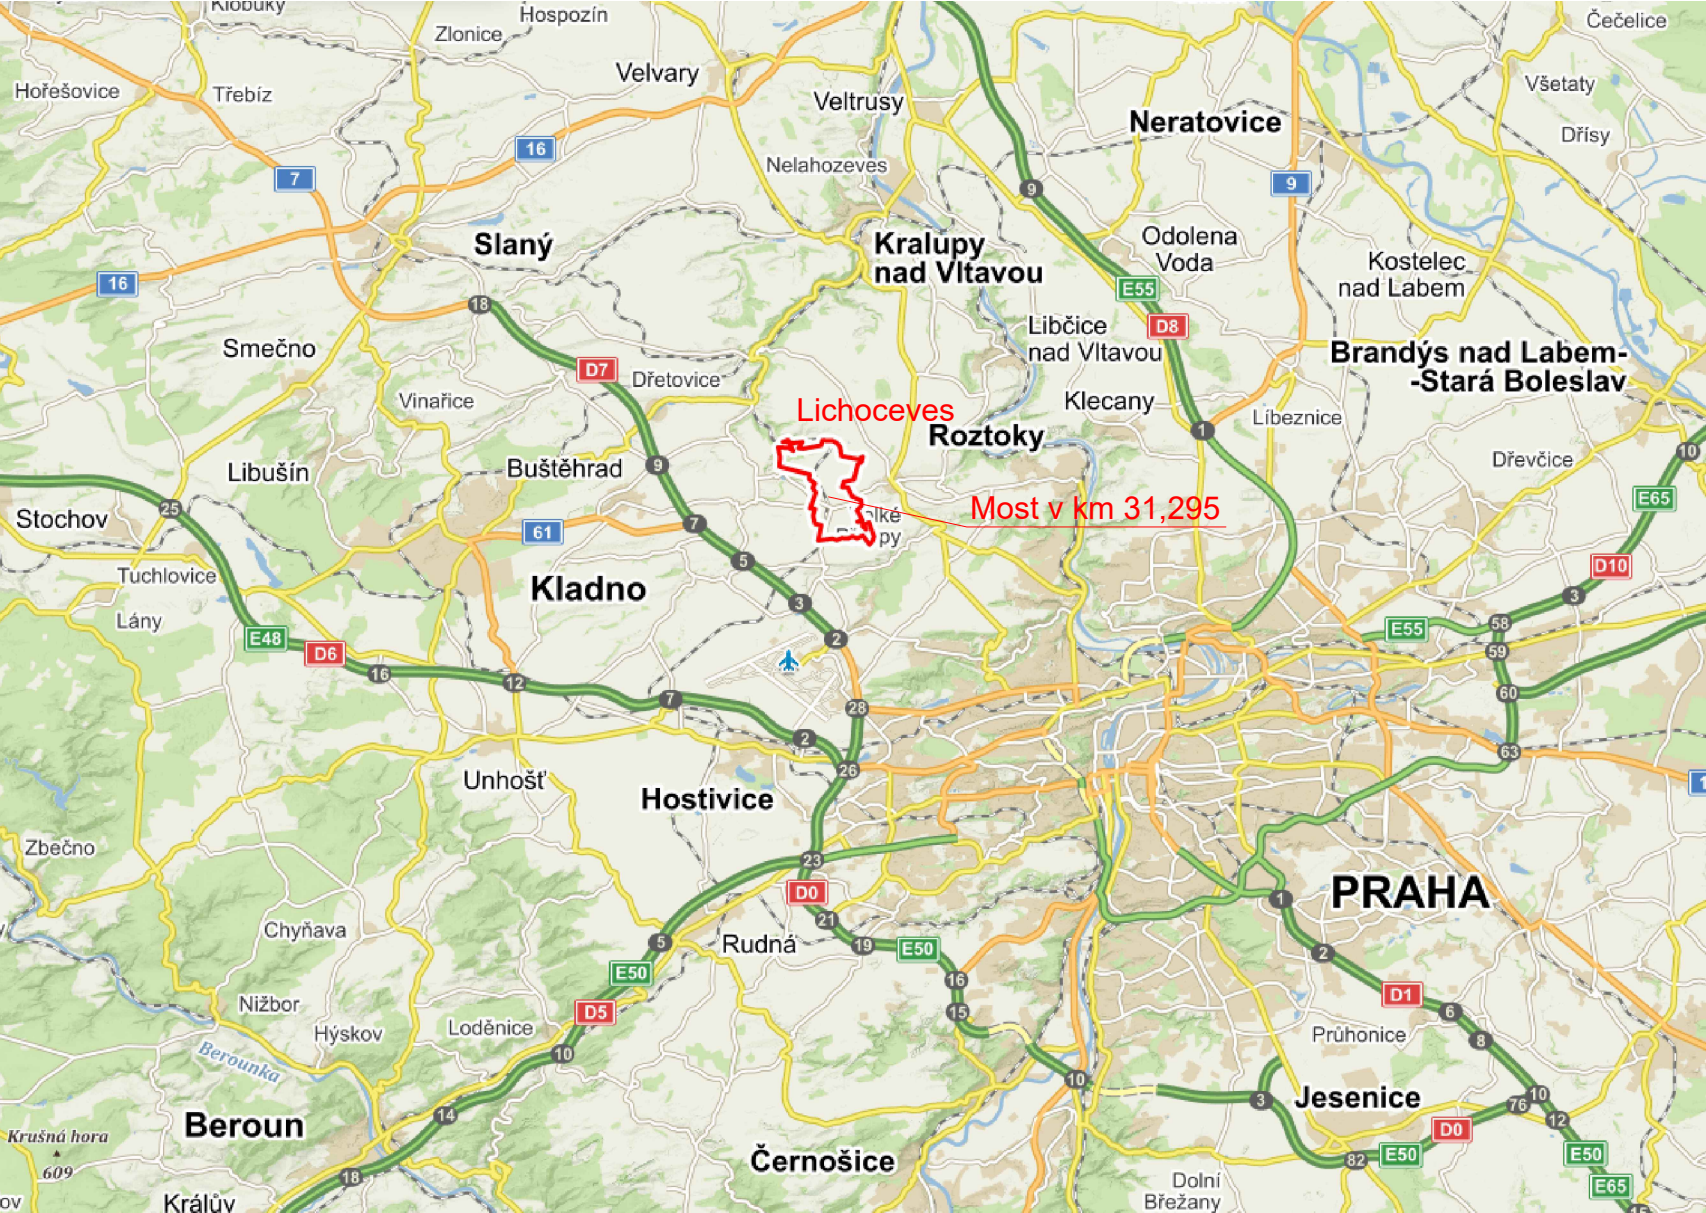 Klobuky
Hospozín
Zlonice
Čečelice
Velvary
Hořešovice
Třebíz
Veltrusy
Všetaty
Neratovice
Dřísy
16
Nelahozeves
7
9
9
Slaný
Kralupy
nad Vltavou
Odolena
Voda
Kostelec
nad Labem
16
E55
18
D8
Libčice
nad Vltavou
Smečno
Brandýs nad Labem-
-Stará Boleslav
D7
Dřetovice
Vinařice
Lichoceves
Klecany
Líbeznice
Roztoky
1
10
Libušín
Buštěhrad
9
Dřevčice
E65
25
Stochov
Most v km 31,295
7
61
elké
py
5
D10
Tuchlovice
Kladno
3
3
Lány
58
E55
E48
2
D6
59
16
12
7
60
28
2
63
26
Unhošť
Hostivice
1
Zbečno
23
D0
PRAHA
1
21
Chyňava
5
Rudná
19
E50
2
E50
16
D1
Nižbor
D5
15
6
Hýskov
Loděnice
Průhonice
8
Berounka
10
10
10
3
Jesenice
76
14
12
Beroun
D0
Krušná hora
609
Černošice
82
E50
E50
18
Dolní
Břežany
E65
Králův
15